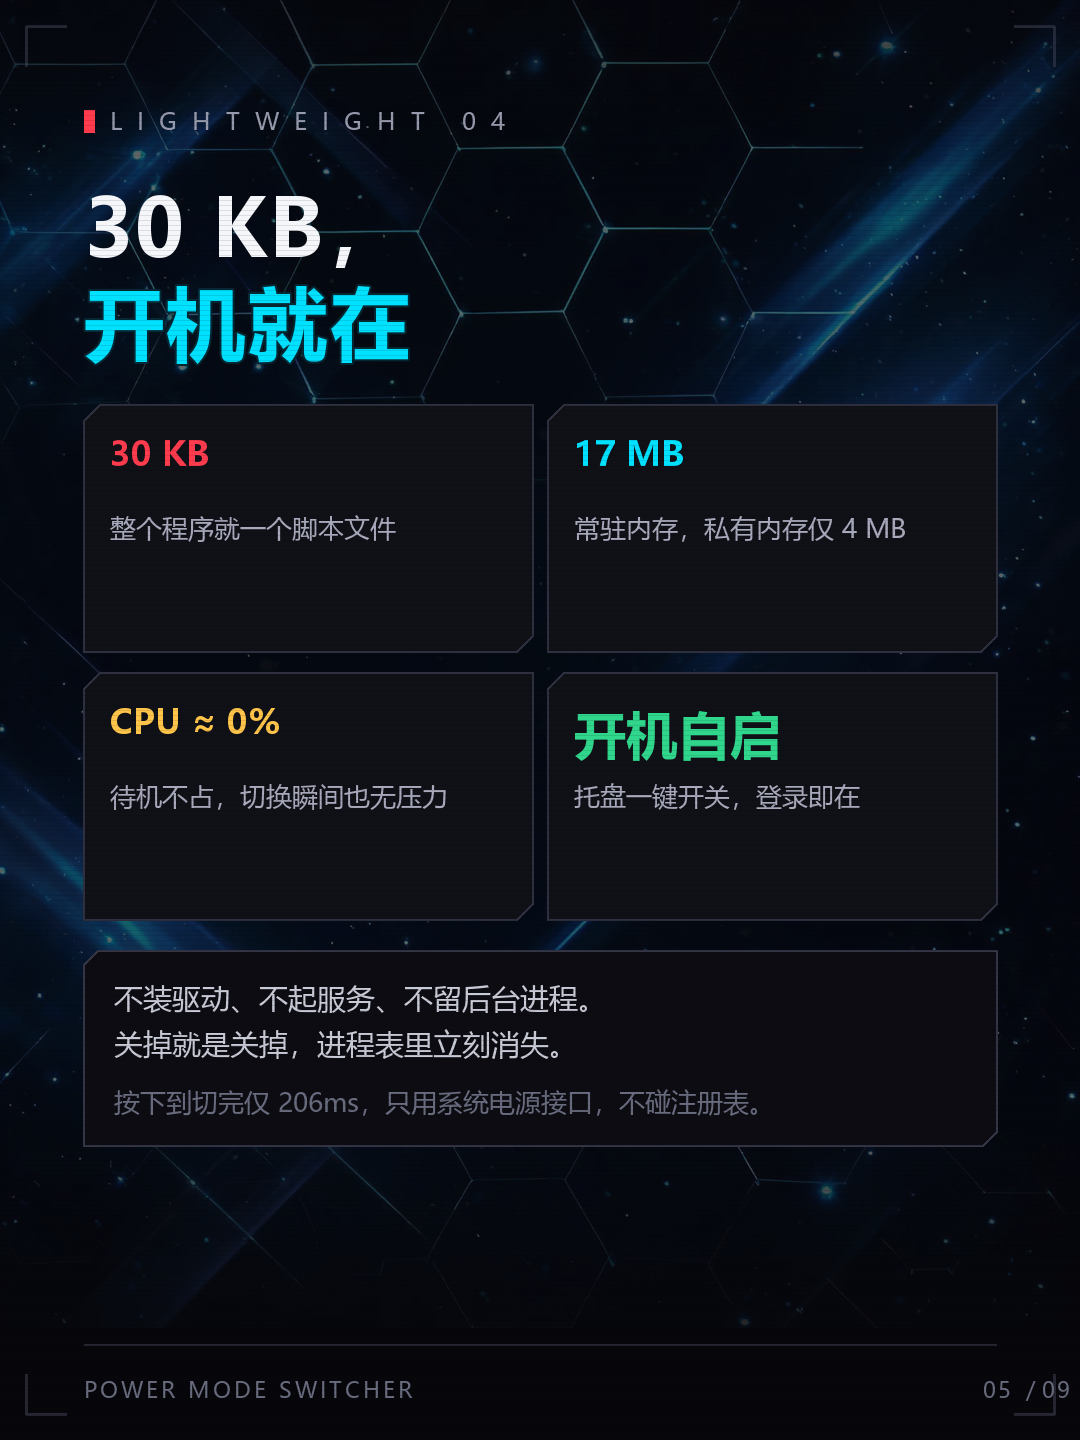 LIGHTWEIGHT 04
30 KB,
开机就在
30 KB
整个程序就一个脚本文件
17 MB
常驻内存，私有内存仅 4 MB
CPU ≈ 0%
待机不占，切换瞬间也无压力
开机自启
托盘一键开关，登录即在
不装驱动、不起服务、不留后台进程。
关掉就是关掉，进程表里立刻消失。
按下到切完仅 206ms，只用系统电源接口，不碰注册表。
POWER MODE SWITCHER
05 / 09